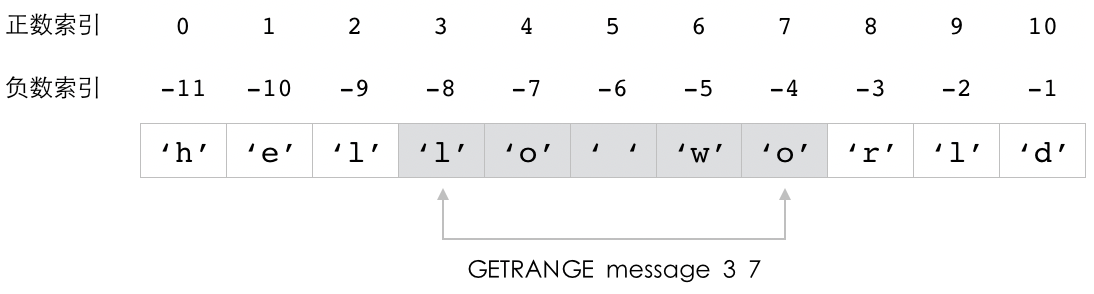 正数索引 0 1 2 3 4 5 6 7 8 9 10
负数索引 -11 -10 -9 -8 -7 -6 -5 -4 -3 -2 -1
‘h’ ‘e’ ‘l’ ‘l’ ‘o’ ‘ ‘ ‘w’ ‘o’ ‘r’ ‘l’ ‘d’
GETRANGE message 3 7